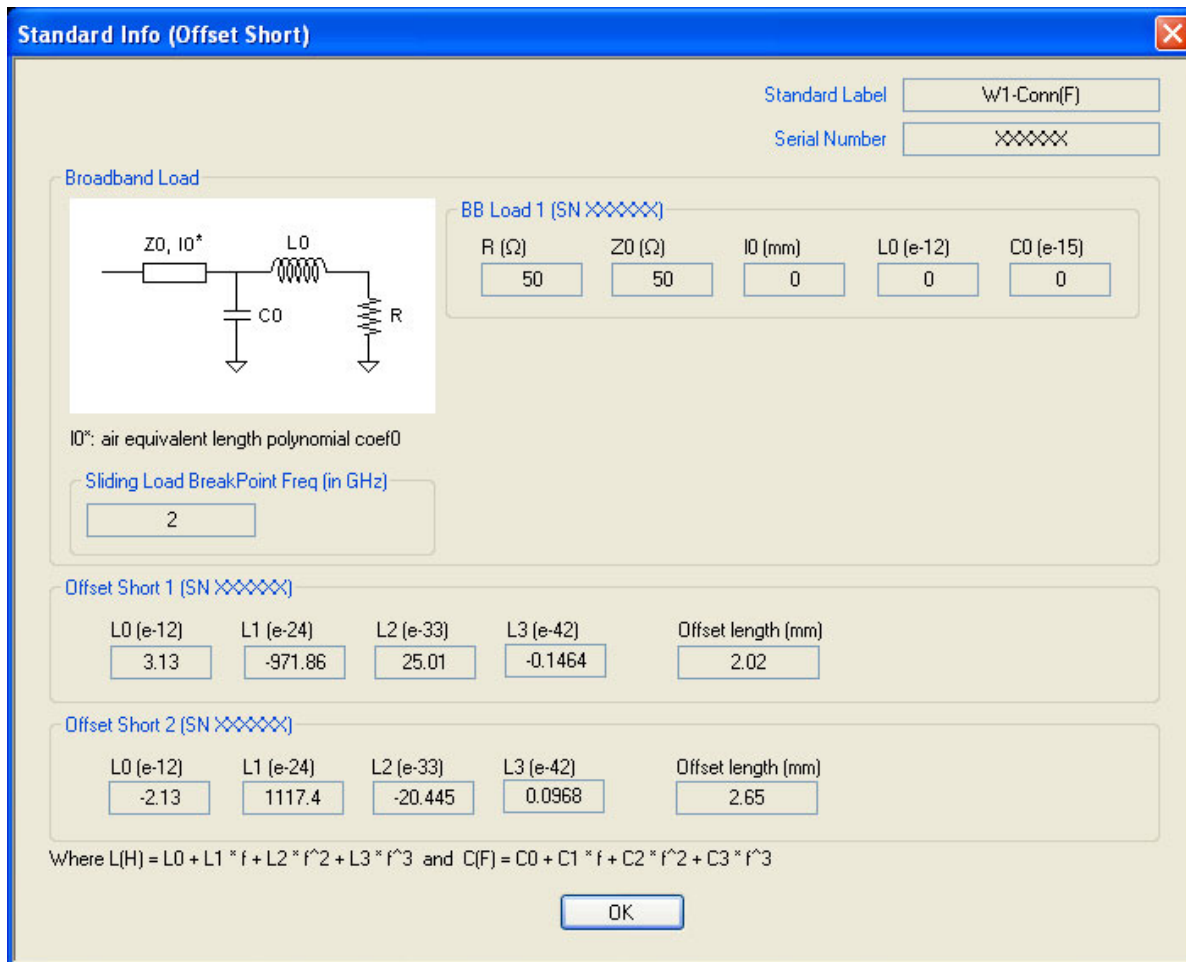 Standard Info (Offset Short)
Standard Label W1-Conn(F)
Serial Number XXXXXX
Broadband Load
BB Load 1 (SN XXXXXX)
Z0, l0* L0
C0 R
R (Ω) Z0 (Ω) l0 (mm) L0 (e-12) C0 (e-15)
50 50 0 0 0
l0*: air equivalent length polynomial coef0
Sliding Load BreakPoint Freq (in GHz)
2
Offset Short 1 (SN XXXXXX)
L0 (e-12) L1 (e-24) L2 (e-33) L3 (e-42) Offset length (mm)
3.13 -971.86 25.01 -0.1464 2.02
Offset Short 2 (SN XXXXXX)
L0 (e-12) L1 (e-24) L2 (e-33) L3 (e-42) Offset length (mm)
-2.13 1117.4 -20.445 0.0968 2.65
Where L(H) = L0 + L1 * f + L2 * f^2 + L3 * f^3 and C(F) = C0 + C1 * f + C2 * f^2 + C3 * f^3
OK